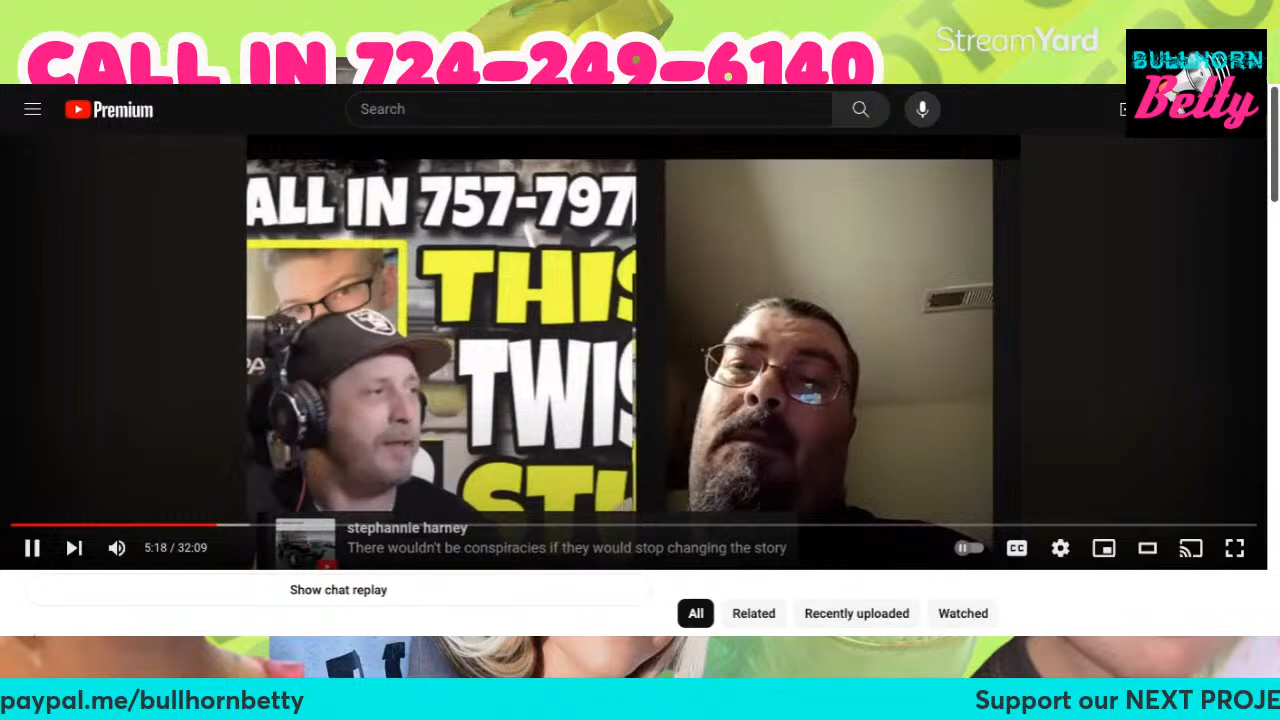 CALL IN 724-249-6140
StreamYard
BULLHORN
Betty
Premium
Search
ALL IN 757-797
THIS
TWIS
stephannie harney
There wouldn't be conspiracies if they would stop changing the story
5:18 / 32:09
CC
Show chat replay
All
Related
Recently uploaded
Watched
paypal.me/bullhornbetty
Support our NEXT PROJE